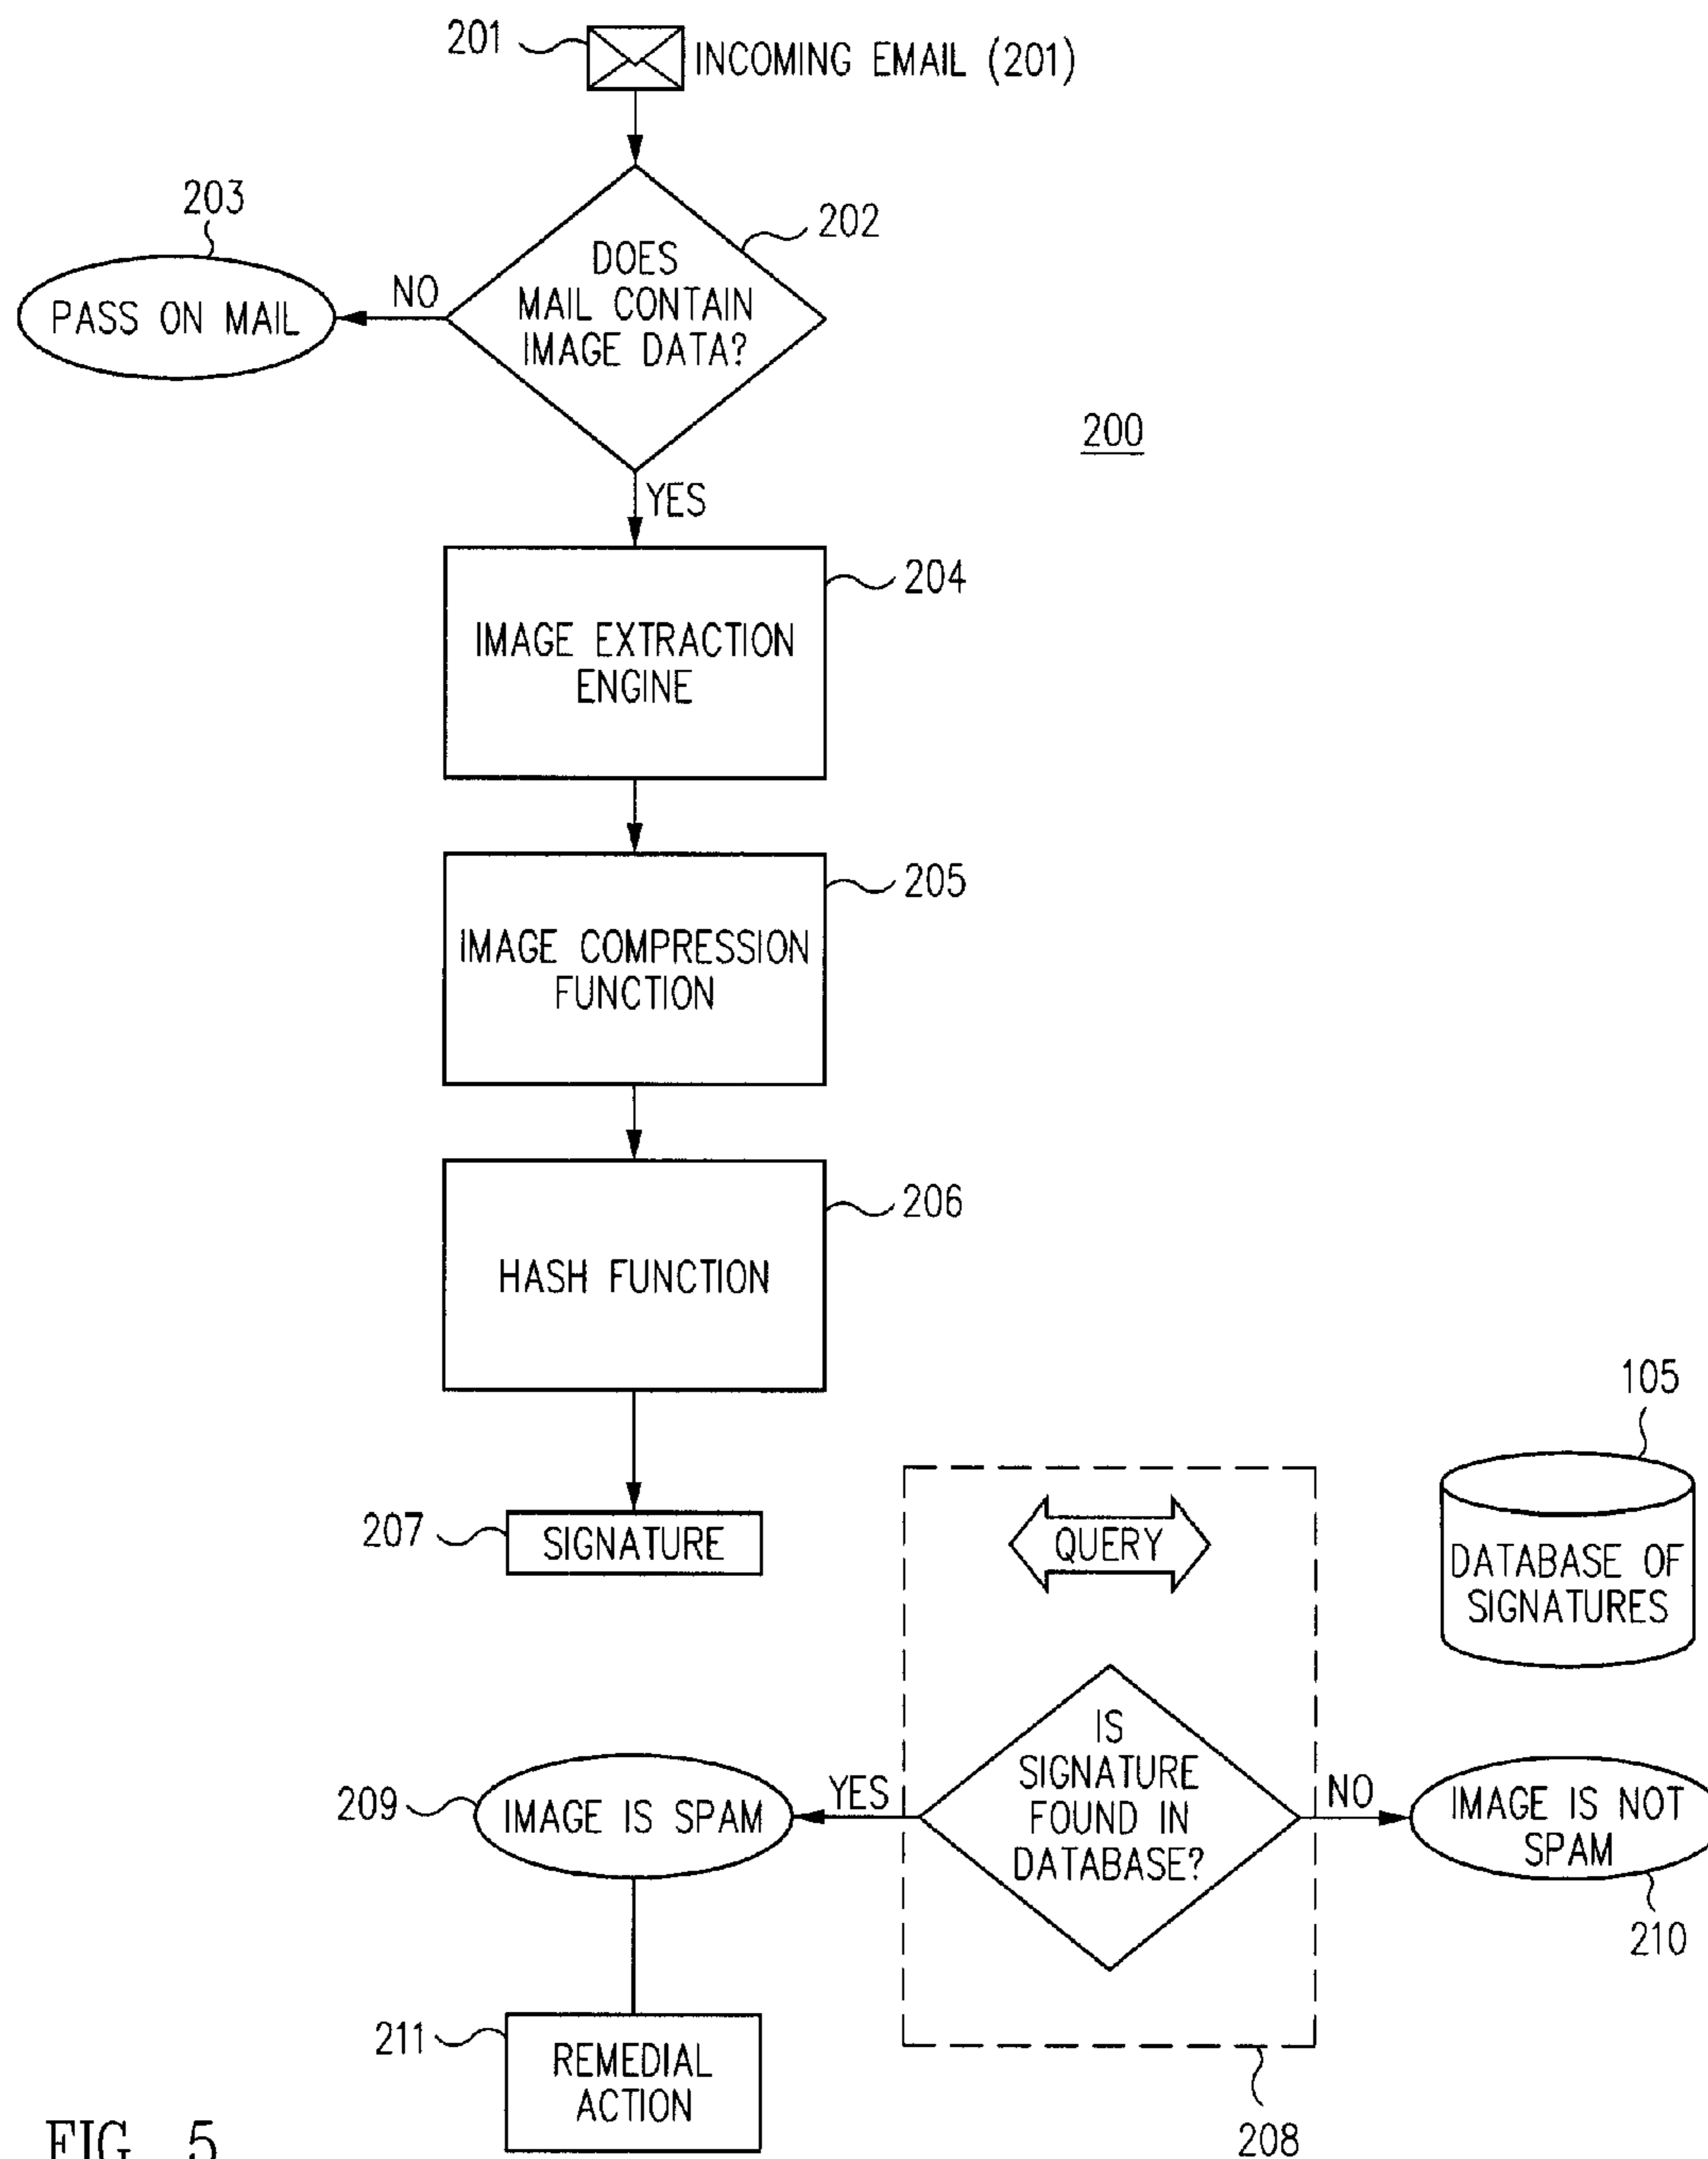 201
INCOMING EMAIL (201)
203
202
DOES
MAIL CONTAIN
IMAGE DATA?
NO
PASS ON MAIL
200
YES
204
IMAGE EXTRACTION
ENGINE
205
IMAGE COMPRESSION
FUNCTION
206
HASH FUNCTION
105
207
SIGNATURE
QUERY
DATABASE OF
SIGNATURES
IS
SIGNATURE
FOUND IN
DATABASE?
YES
NO
209
IMAGE IS SPAM
IMAGE IS NOT
SPAM
210
211
REMEDIAL
ACTION
208
FIG. 5